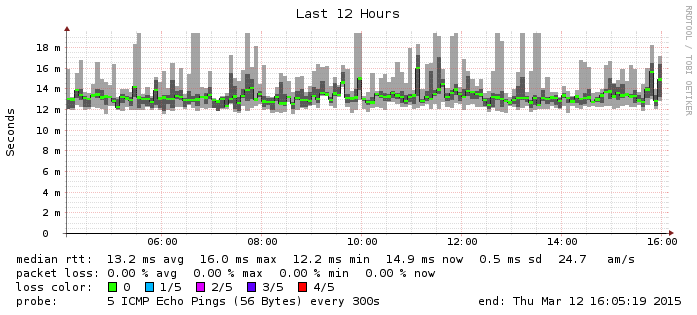 Last 12 Hours
RRDTOOL / TOBI OETIKER
Seconds
18 m
16 m
14 m
12 m
10 m
8 m
6 m
4 m
2 m
0
06:00 08:00 10:00 12:00 14:00 16:00
median rtt: 13.2 ms avg 16.0 ms max 12.2 ms min 14.9 ms now 0.5 ms sd 24.7 am/s
packet loss: 0.00 % avg 0.00 % max 0.00 % min 0.00 % now
loss color: 0 1/5 2/5 3/5 4/5
probe: 5 ICMP Echo Pings (56 Bytes) every 300s end: Thu Mar 12 16:05:19 2015